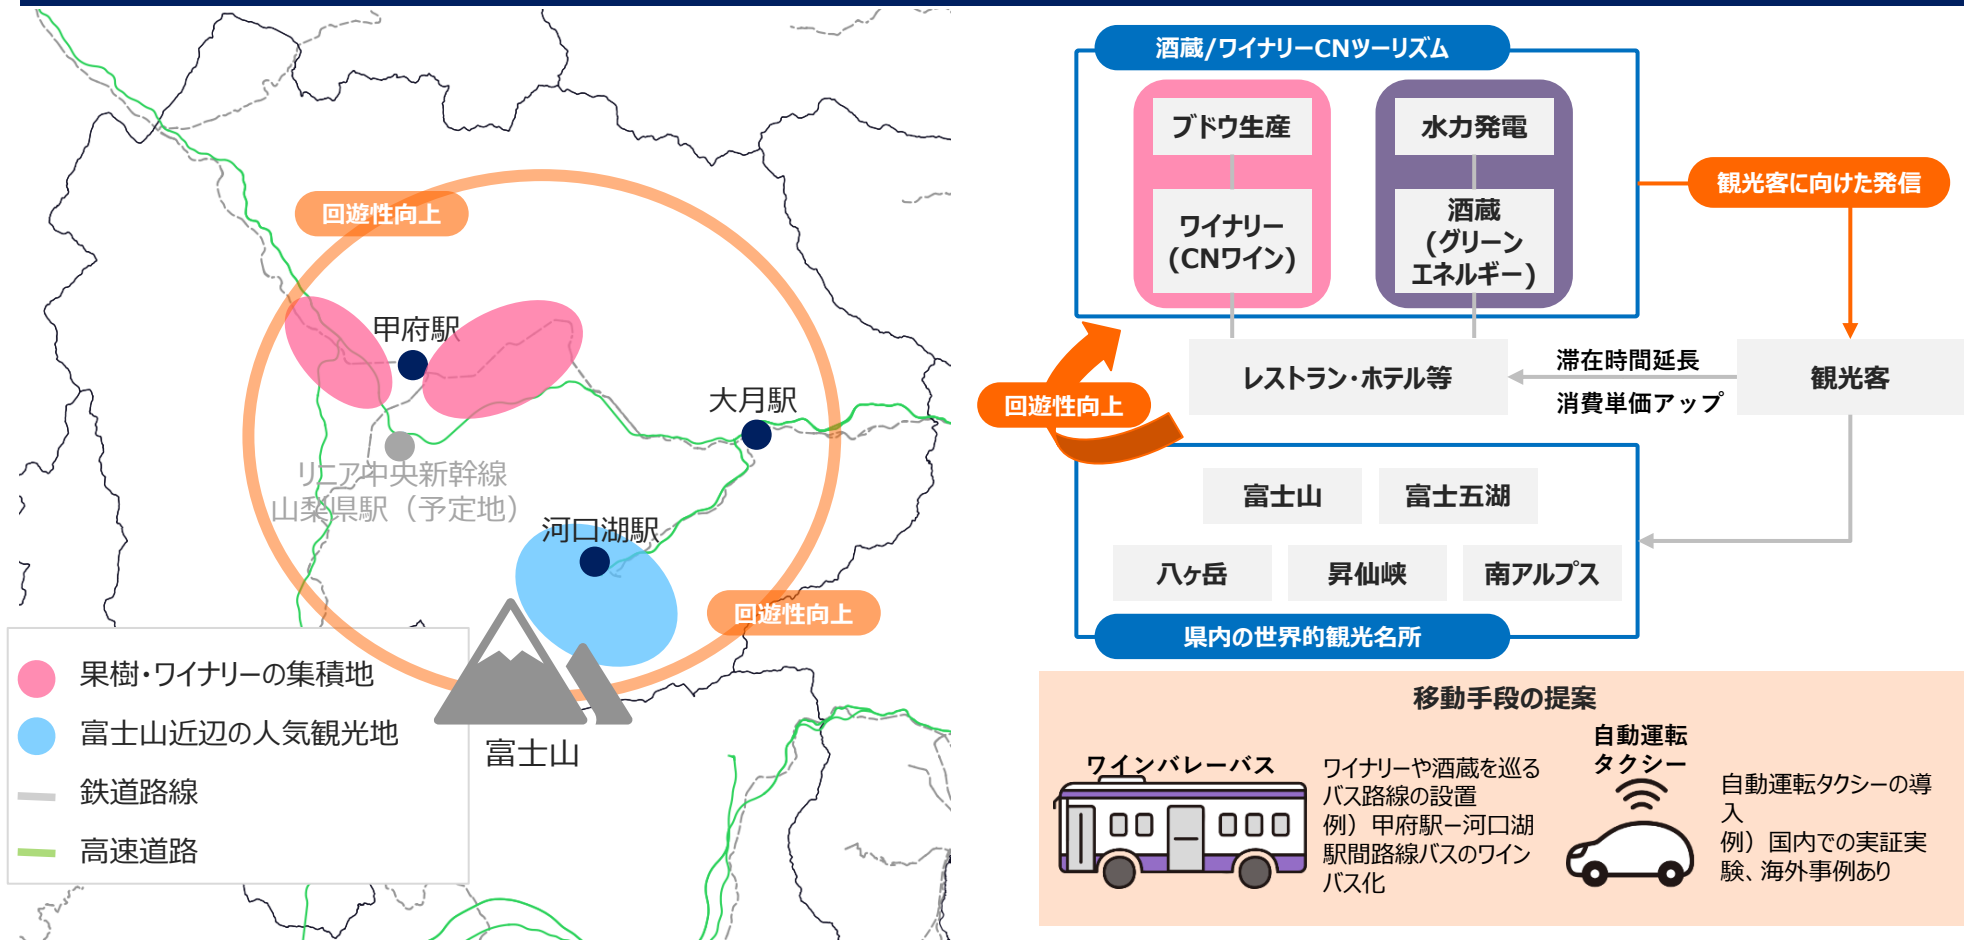 回遊性向上
甲府駅
大月駅
リニア中央新幹線
山梨県駅（予定地）
河口湖駅
回遊性向上
富士山
果樹・ワイナリーの集積地
富士山近辺の人気観光地
鉄道路線
高速道路
酒蔵/ワイナリーCNツーリズム
ブドウ生産
ワイナリー
(CNワイン)
水力発電
酒蔵
(グリーン
エネルギー)
観光客に向けた発信
レストラン・ホテル等
滞在時間延長
消費単価アップ
観光客
回遊性向上
富士山
富士五湖
八ヶ岳
昇仙峡
南アルプス
県内の世界的観光名所
移動手段の提案
ワインバレーバス
ワイナリーや酒蔵を巡る
バス路線の設置
例）甲府駅ー河口湖
駅間路線バスのワイン
バス化
自動運転
タクシー
自動運転タクシーの導
入
例）国内での実証実
験、海外事例あり